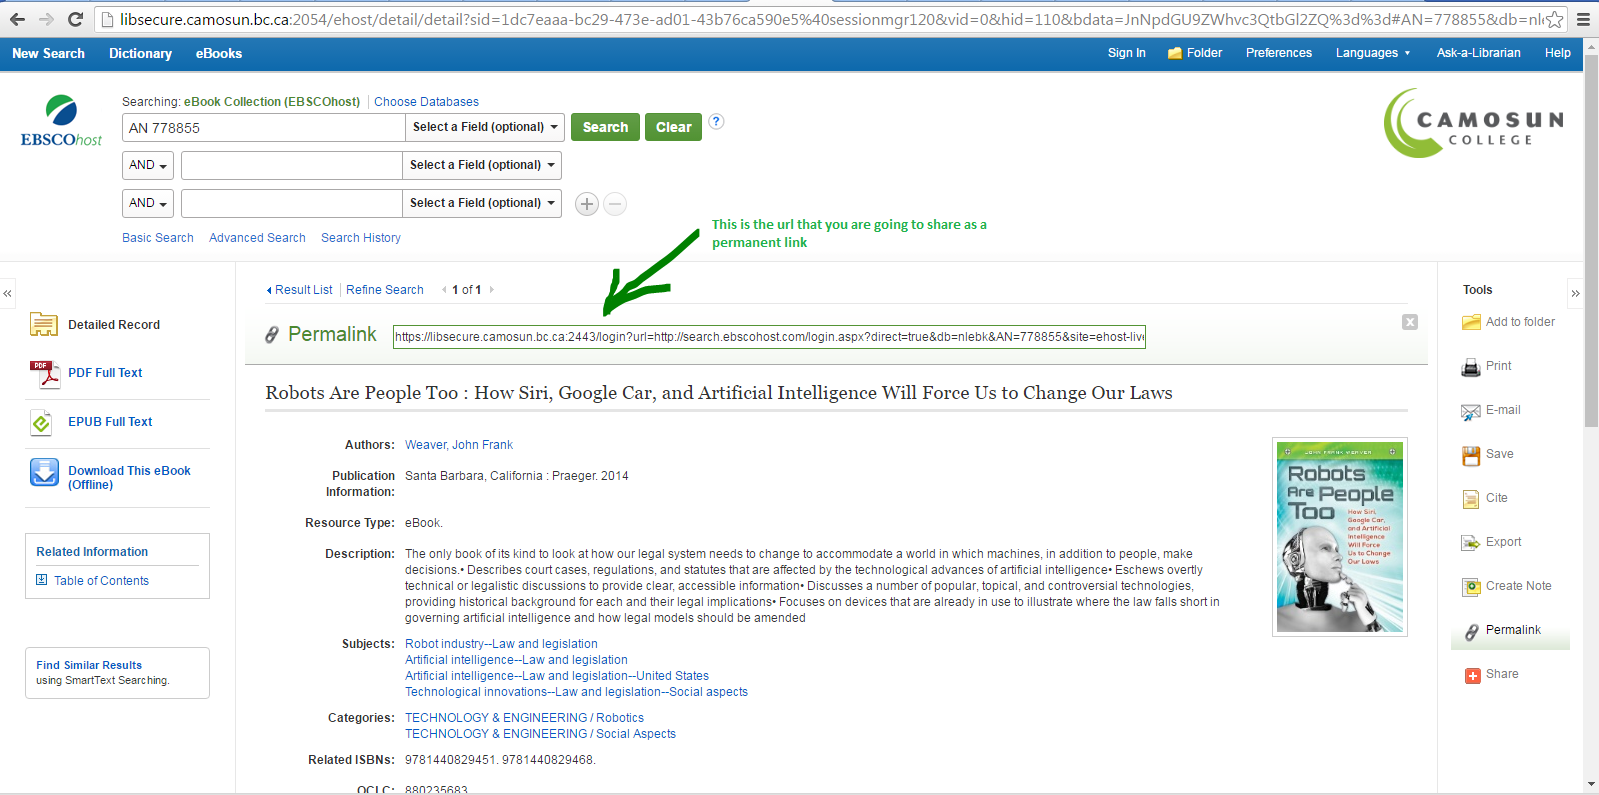 libsecure.camosun.bc.ca:2054/ehost/detail/detail?sid=1dc7eaaa-bc29-473e-ad01-43b76ca590e5%40sessionmgr120&vid=0&hid=110&bdata=JnNpdGU9ZWhvc3QtbGl2ZQ%3d%3d#AN=778855&db=nle
New Search Dictionary eBooks Sign In Folder Preferences Languages Ask-a-Librarian Help
Searching: eBook Collection (EBSCOhost) Choose Databases
EBSCOhost
AN 778855 Select a Field (optional) Search Clear ?
CAMOSUN
COLLEGE
AND Select a Field (optional)
AND Select a Field (optional)
Basic Search Advanced Search Search History
This is the url that you are going to share as a
permanent link
« Result List Refine Search 1 of 1 Tools »
Detailed Record
PDF Full Text
EPUB Full Text
Download This eBook
(Offline)
Related Information
Table of Contents
Find Similar Results
using SmartText Searching.
Permalink https://libsecure.camosun.bc.ca:2443/login?url=http://search.ebscohost.com/login.aspx?direct=true&db=nlebk&AN=778855&site=ehost-live X
Robots Are People Too : How Siri, Google Car, and Artificial Intelligence Will Force Us to Change Our Laws
Authors: Weaver, John Frank
Publication Santa Barbara, California : Praeger. 2014
Information:
Resource Type: eBook.
Description: The only book of its kind to look at how our legal system needs to change to accommodate a world in which machines, in addition to people, make
decisions.• Describes court cases, regulations, and statutes that are affected by the technological advances of artificial intelligence• Eschews overtly
technical or legalistic discussions to provide clear, accessible information• Discusses a number of popular, topical, and controversial technologies,
providing historical background for each and their legal implications• Focuses on devices that are already in use to illustrate where the law falls short in
governing artificial intelligence and how legal models should be amended
Subjects: Robot industry--Law and legislation
Artificial intelligence--Law and legislation
Artificial intelligence--Law and legislation--United States
Technological innovations--Law and legislation--Social aspects
Categories: TECHNOLOGY & ENGINEERING / Robotics
TECHNOLOGY & ENGINEERING / Social Aspects
Related ISBNs: 9781440829451. 9781440829468.
OCLC: 880235683
JOHN FRANK WEAVER
Robots
Are People
Too
How Siri,
Google Car,
and Artificial
Intelligence
Will Force
Us to Change
Our Laws
Add to folder
Print
E-mail
Save
Cite
Export
Create Note
Permalink
Share